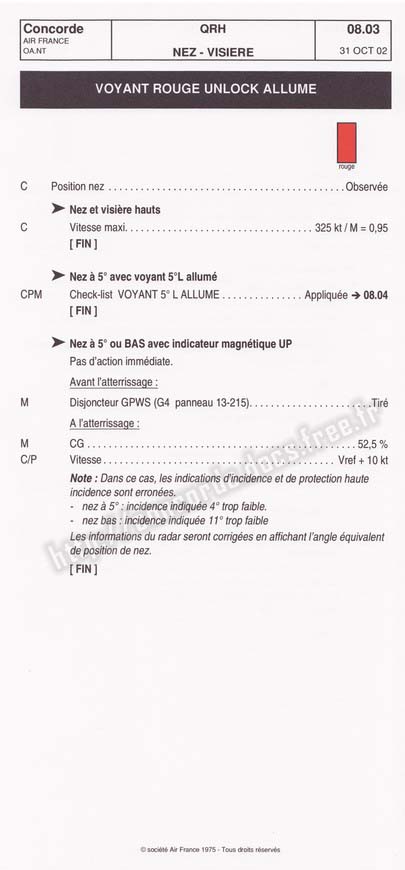 Concorde QRH 08.03
AIR FRANCE
OA.NT NEZ - VISIERE 31 OCT 02
VOYANT ROUGE UNLOCK ALLUME
rouge
C Position nez . . . . . . . . . . . . . . . . . . . . . . . . . . . . . . . . . . . . . Observée
➤ Nez et visière hauts
C Vitesse maxi. . . . . . . . . . . . . . . . . . . . . . . . . . . . . . . . . 325 kt / M = 0,95
[ FIN ]
➤ Nez à 5° avec voyant 5°L allumé
CPM Check-list VOYANT 5° L ALLUME . . . . . . . . . . . . . . Appliquée ➔ 08.04
[ FIN ]
➤ Nez à 5° ou BAS avec indicateur magnétique UP
Pas d'action immédiate.
Avant l'atterrissage :
M Disjoncteur GPWS (G4 panneau 13-215). . . . . . . . . . . . . . . . . . . . .Tiré
A l'atterrissage :
M CG . . . . . . . . . . . . . . . . . . . . . . . . . . . . . . . . . . . . . . . . . . 52,5 %
C/P Vitesse . . . . . . . . . . . . . . . . . . . . . . . . . . . . . . . . . . . . Vref + 10 kt
Note : Dans ce cas, les indications d'incidence et de protection haute
incidence sont erronées.
- nez à 5° : incidence indiquée 4° trop faible.
- nez bas : incidence indiquée 11° trop faible
Les informations du radar seront corrigées en affichant l'angle équivalent
de position de nez.
[ FIN ]
© société Air France 1975 - Tous droits réservés